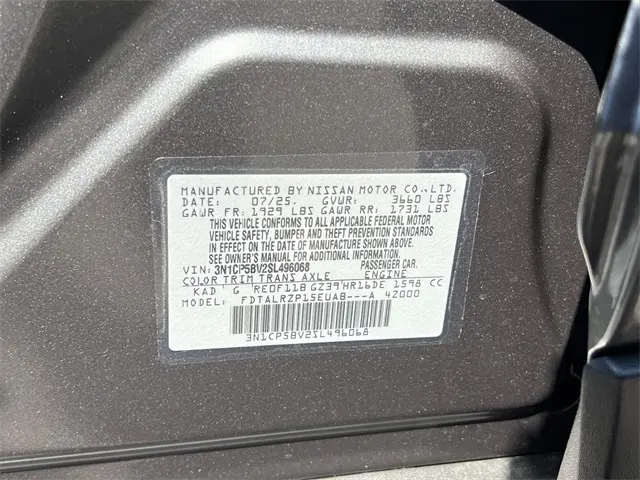 MANUFACTURED BY NISSAN MOTOR CO.,LTD.
DATE: 07/25. GVWR: 3660 LBS
GAWR FR: 1929 LBS GAWR RR: 1731 LBS
THIS VEHICLE CONFORMS TO ALL APPLICABLE FEDERAL MOTOR
VEHICLE SAFETY, BUMPER AND THEFT PREVENTION STANDARDS
IN EFFECT ON THE DATE OF MANUFACTURE SHOWN ABOVE.
SEE OWNER'S MANUAL FOR ADDITIONAL INFORMATION.
VIN: 3N1CP5BV2SL496068 PASSENGER CAR.
COLOR TRIM TRANS AXLE ENGINE
KAD G RE0F11B GZ39 HR16DE 1598 CC
MODEL: FDTALRZP15EUAB---A 4Z000
3N1CP5BV2SL496068